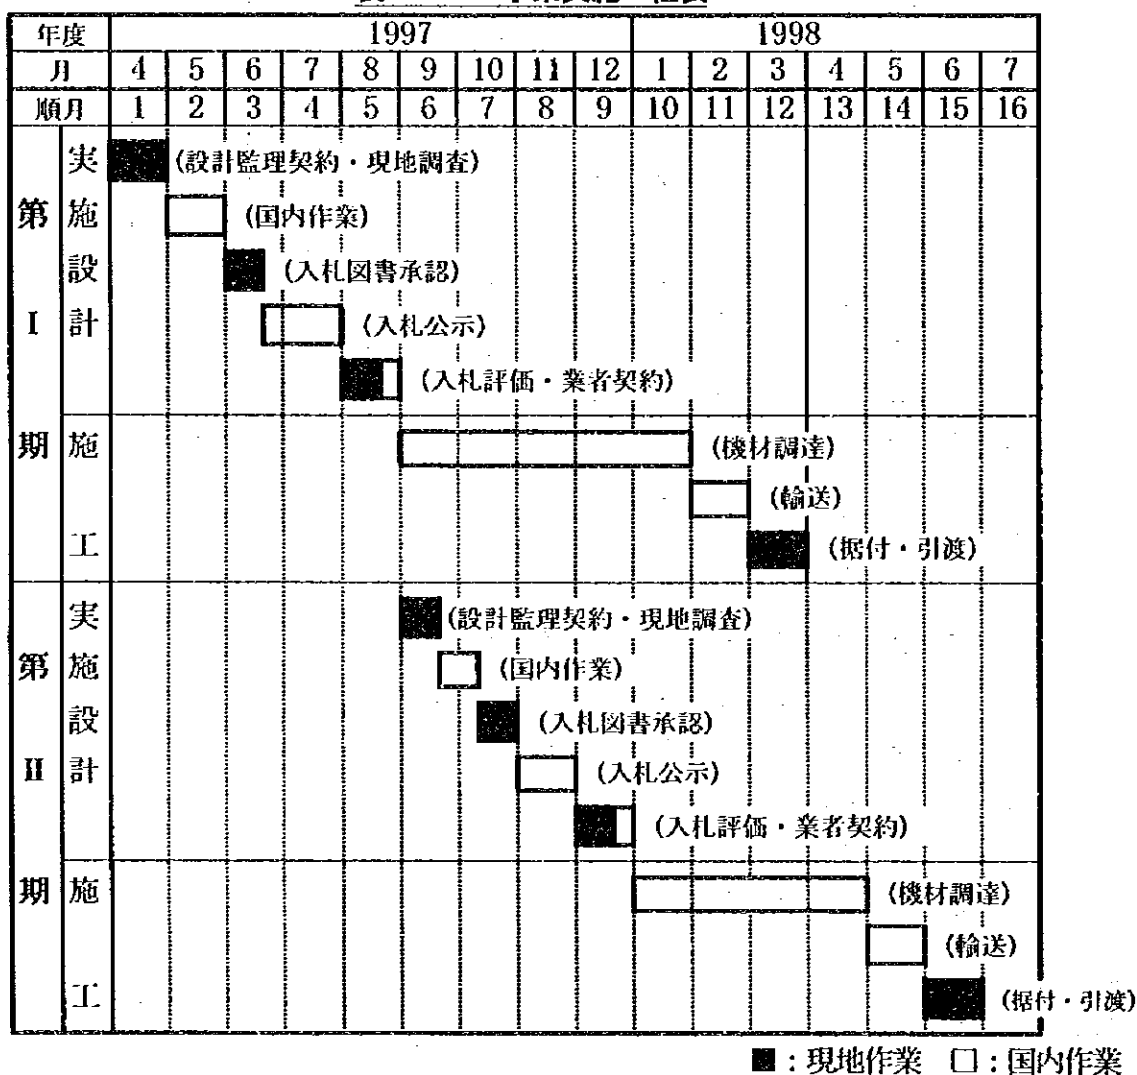 年度 1997 1998
月 4 5 6 7 8 9 10 11 12 1 2 3 4 5 6 7
順月 1 2 3 4 5 6 7 8 9 10 11 12 13 14 15 16
実 (設計監理契約・現地調査)
第 施 (国内作業)
設 (入札図書承認)
I 計 (入札公示)
(入札評価・業者契約)
期 施 (機材調達)
(輸送)
工 (据付・引渡)
実 (設計監理契約・現地調査)
第 施 (国内作業)
設 (入札図書承認)
II 計 (入札公示)
(入札評価・業者契約)
期 施 (機材調達)
(輸送)
工 (据付・引渡)
■:現地作業 □:国内作業